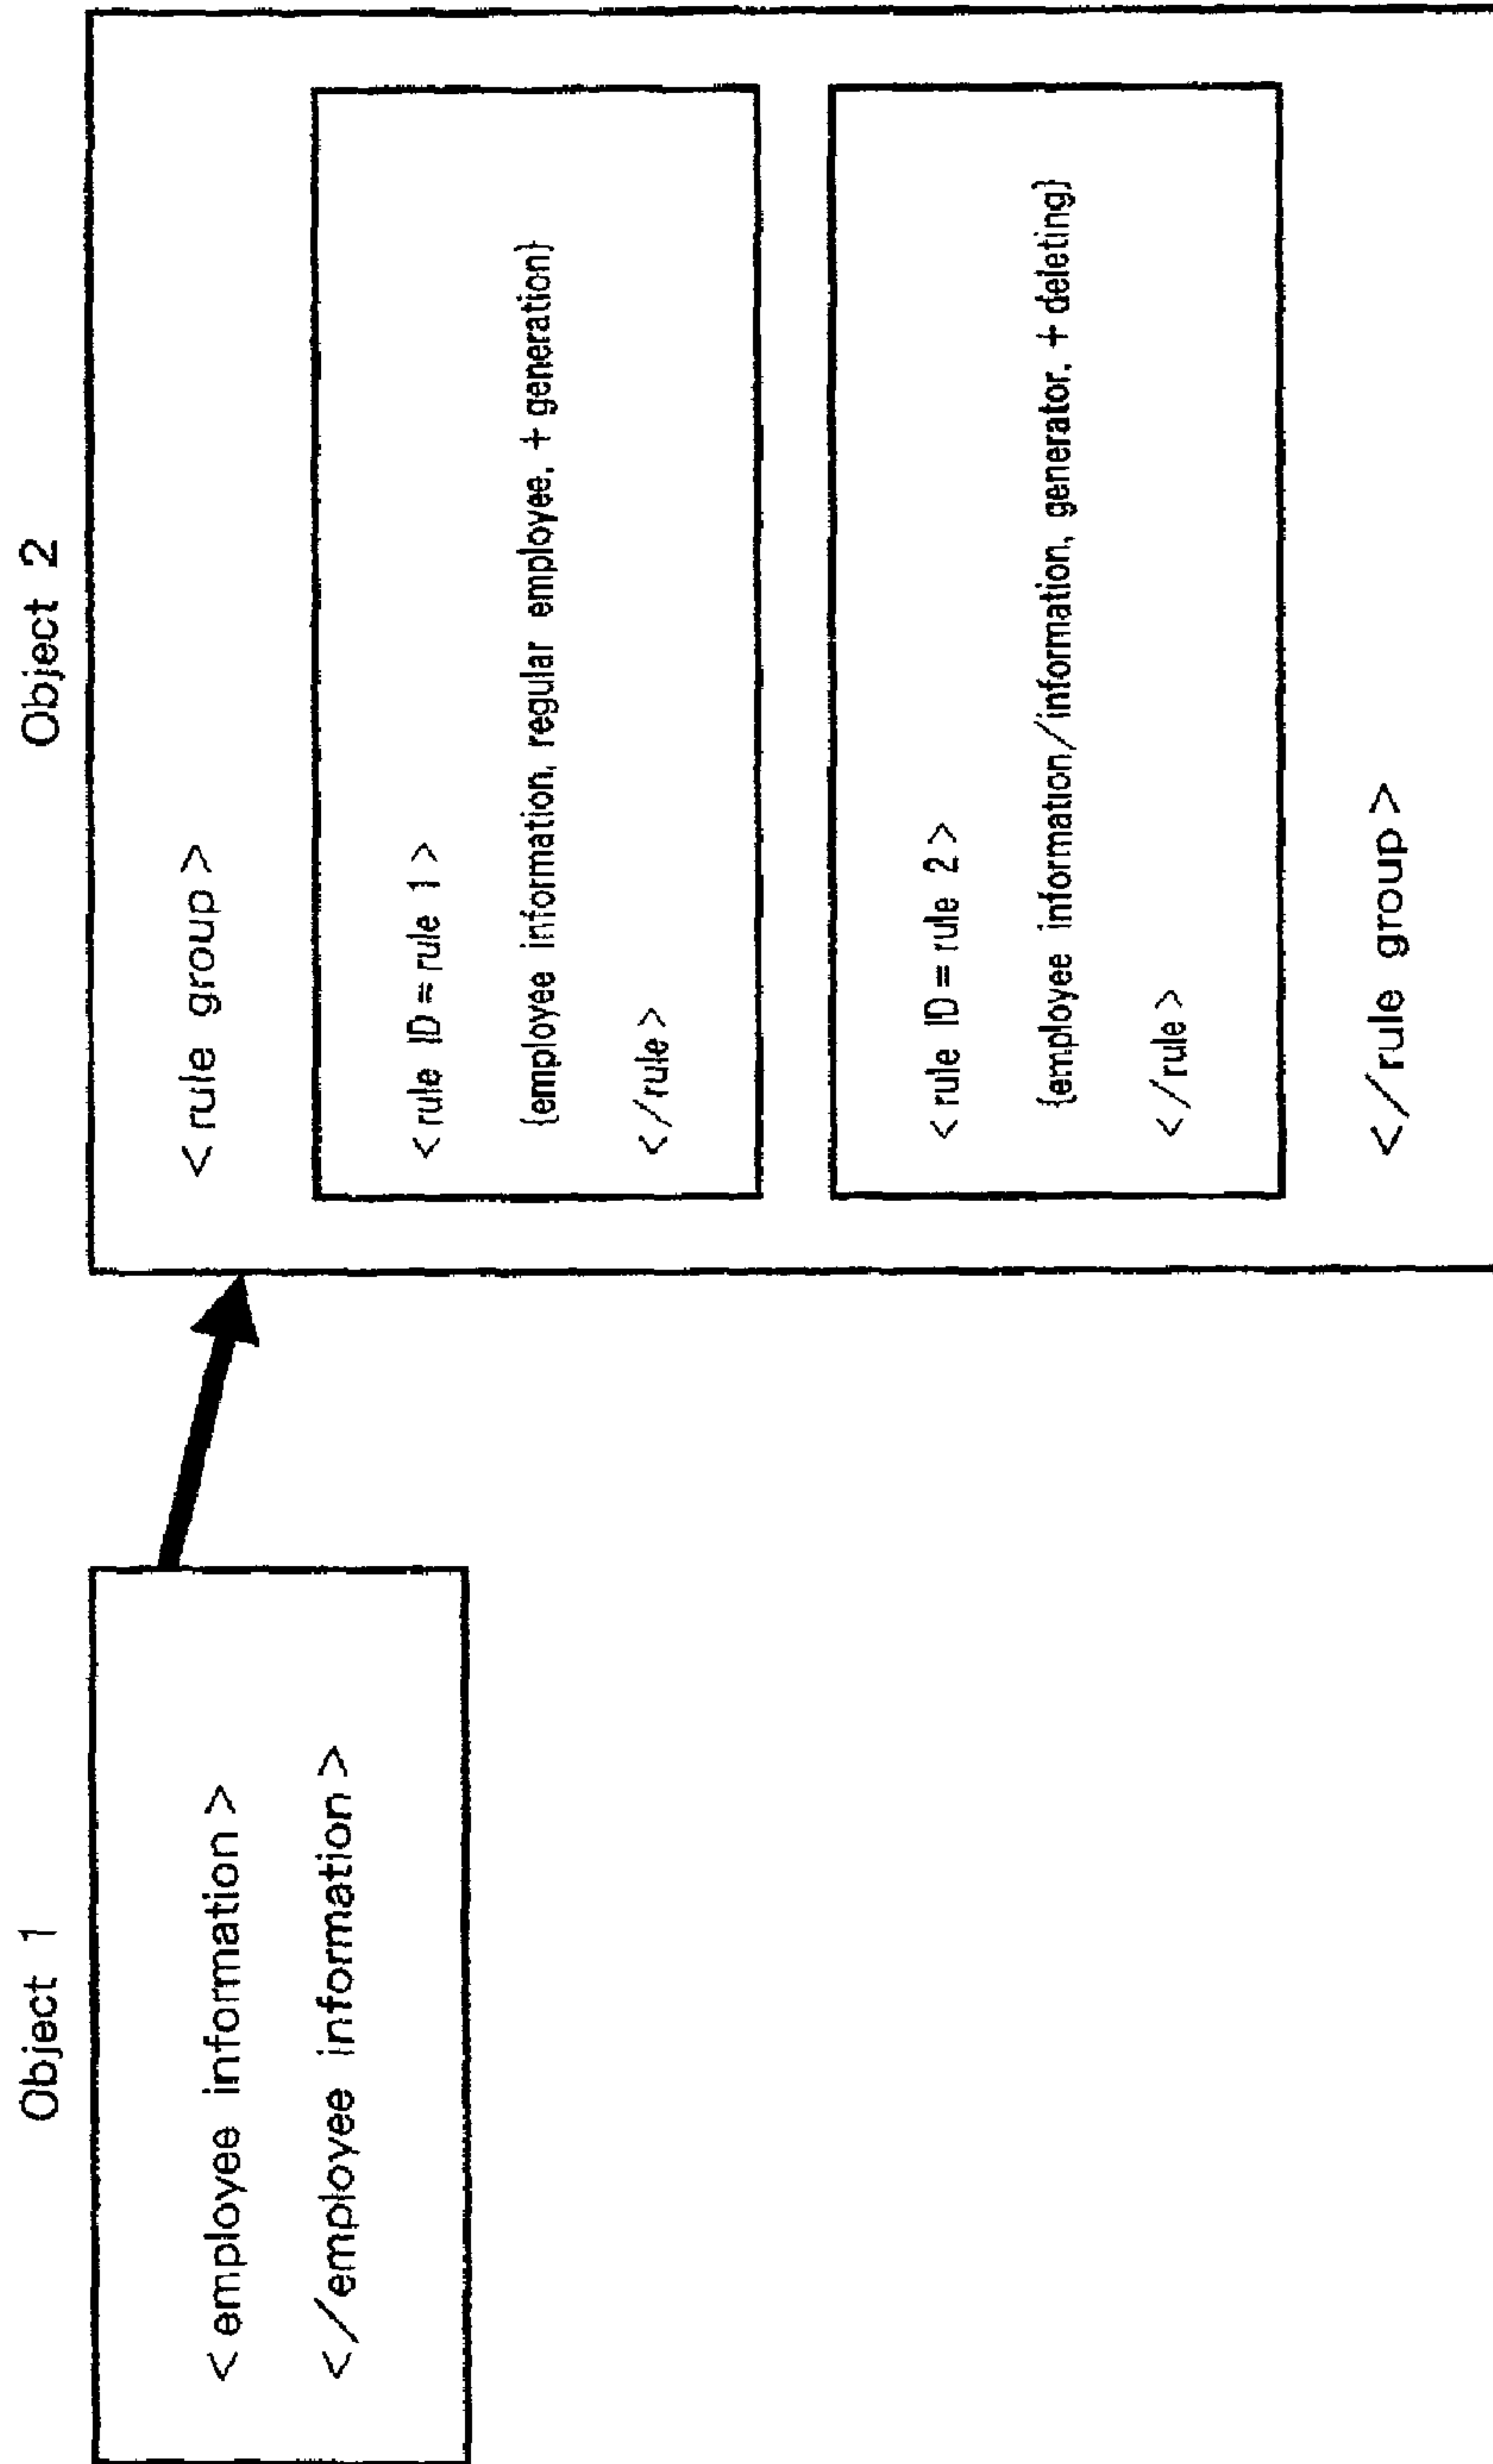 Object 1
<employee information>
</employee information>
Object 2
<rule group>
<rule ID=rule 1>
{employee information, regular employee, +generation}
</rule>
<rule ID=rule 2>
{employee information/information, generator, +deleting}
</rule>
</rule group>